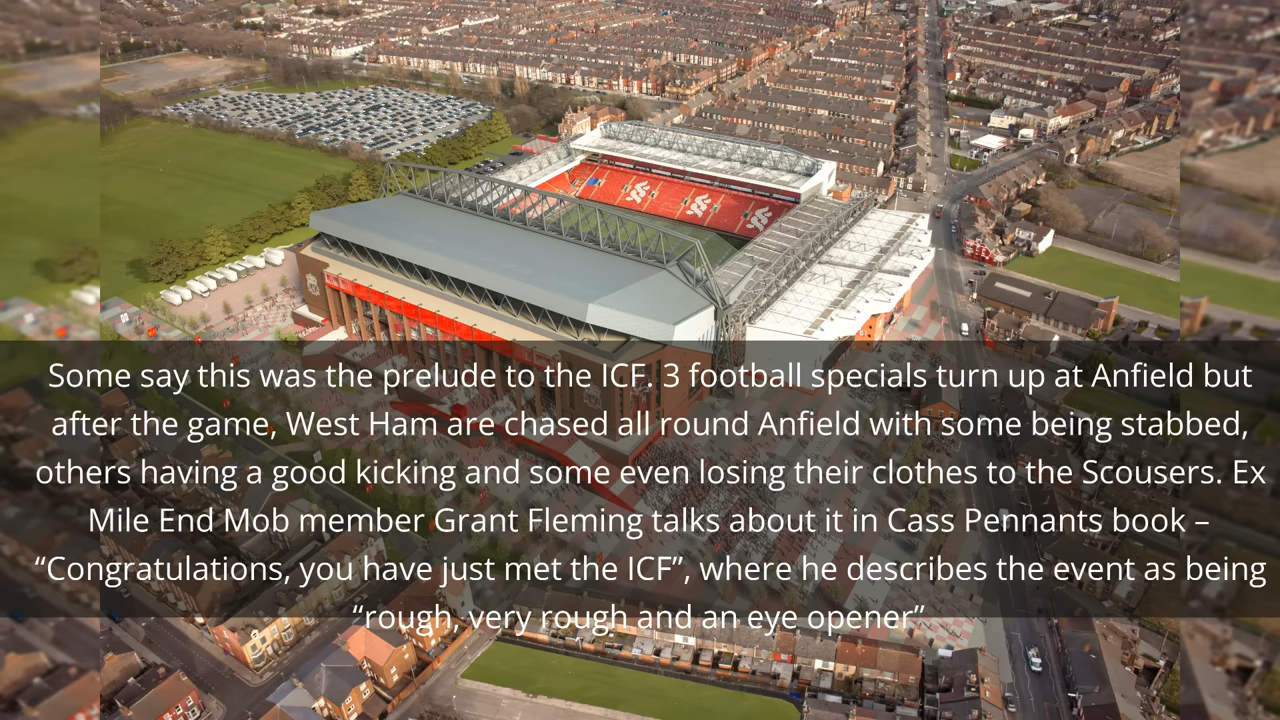 Some say this was the prelude to the ICF. 3 football specials turn up at Anfield but
after the game, West Ham are chased all round Anfield with some being stabbed,
others having a good kicking and some even losing their clothes to the Scousers. Ex
Mile End Mob member Grant Fleming talks about it in Cass Pennants book –
“Congratulations, you have just met the ICF”, where he describes the event as being
“rough, very rough and an eye opener”